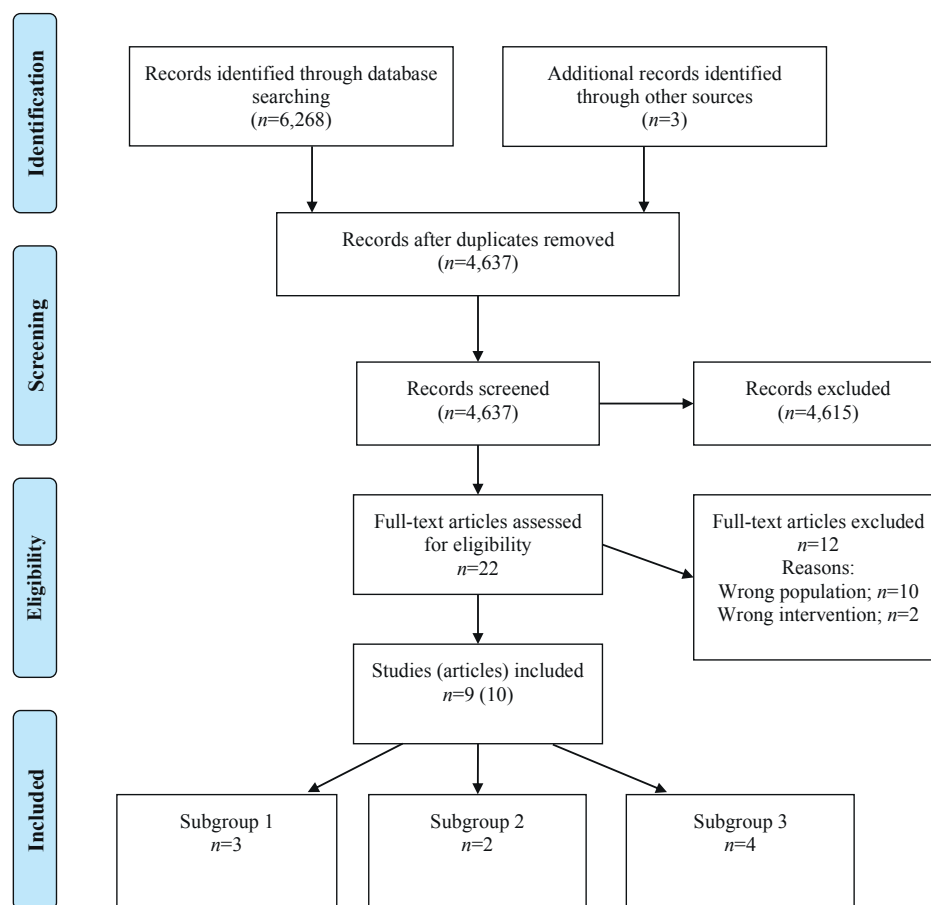 Identification
Records identified through database
searching
(n=6,268)
Additional records identified
through other sources
(n=3)
Records after duplicates removed
(n=4,637)
Screening
Records screened
(n=4,637)
Records excluded
(n=4,615)
Eligibility
Full-text articles assessed
for eligibility
n=22
Full-text articles excluded
n=12
Reasons:
Wrong population; n=10
Wrong intervention; n=2
Studies (articles) included
n=9 (10)
Included
Subgroup 1
n=3
Subgroup 2
n=2
Subgroup 3
n=4